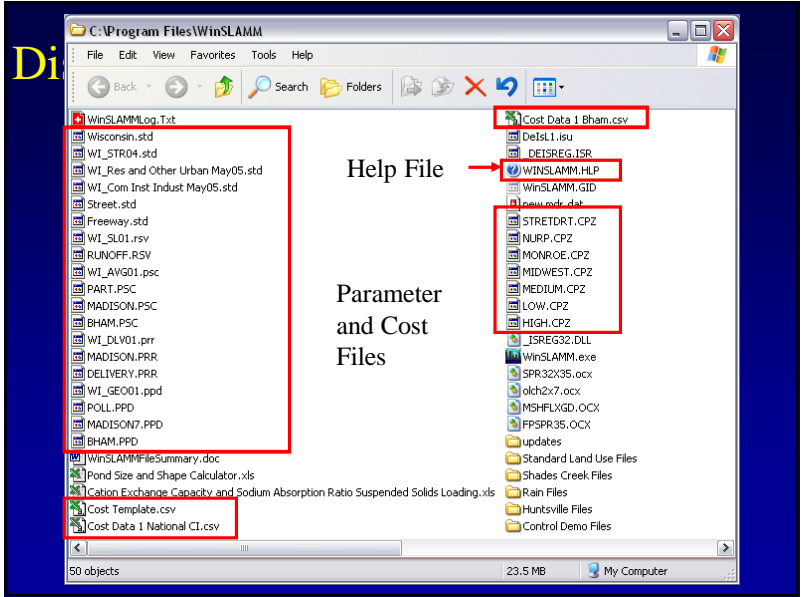 C:\Program Files\WinSLAMM
Di
File Edit View Favorites Tools Help
Back Search Folders
WinSLAMMLog.Txt
Wisconsin.std
WI_STR04.std
WI_Res and Other Urban May05.std
WI_Com Inst Indust May05.std
Street.std
Freeway.std
WI_SL01.rsv
RUNOFF.RSV
WI_AVG01.psc
PART.PSC
MADISON.PSC
BHAM.PSC
WI_DLV01.prr
MADISON.PRR
DELIVERY.PRR
WI_GEO01.ppd
POLL.PPD
MADISON7.PPD
BHAM.PPD
WinSLAMMFileSummary.doc
Pond Size and Shape Calculator.xls
Cation Exchange Capacity and Sodium Absorption Ratio Suspended Solids Loading.xls
Cost Template.csv
Cost Data 1 National CI.csv
Help File
Parameter
and Cost
Files
Cost Data 1 Bham.csv
DeIsL1.isu
_DEISREG.ISR
WINSLAMM.HLP
WinSLAMM.GID
new mdr.dat
STRETDRT.CPZ
NURP.CPZ
MONROE.CPZ
MIDWEST.CPZ
MEDIUM.CPZ
LOW.CPZ
HIGH.CPZ
_ISREG32.DLL
WinSLAMM.exe
SPR32X35.ocx
olch2x7.ocx
MSHFLXGD.OCX
FPSPR35.OCX
updates
Standard Land Use Files
Shades Creek Files
Rain Files
Huntsville Files
Control Demo Files
50 objects 23.5 MB My Computer